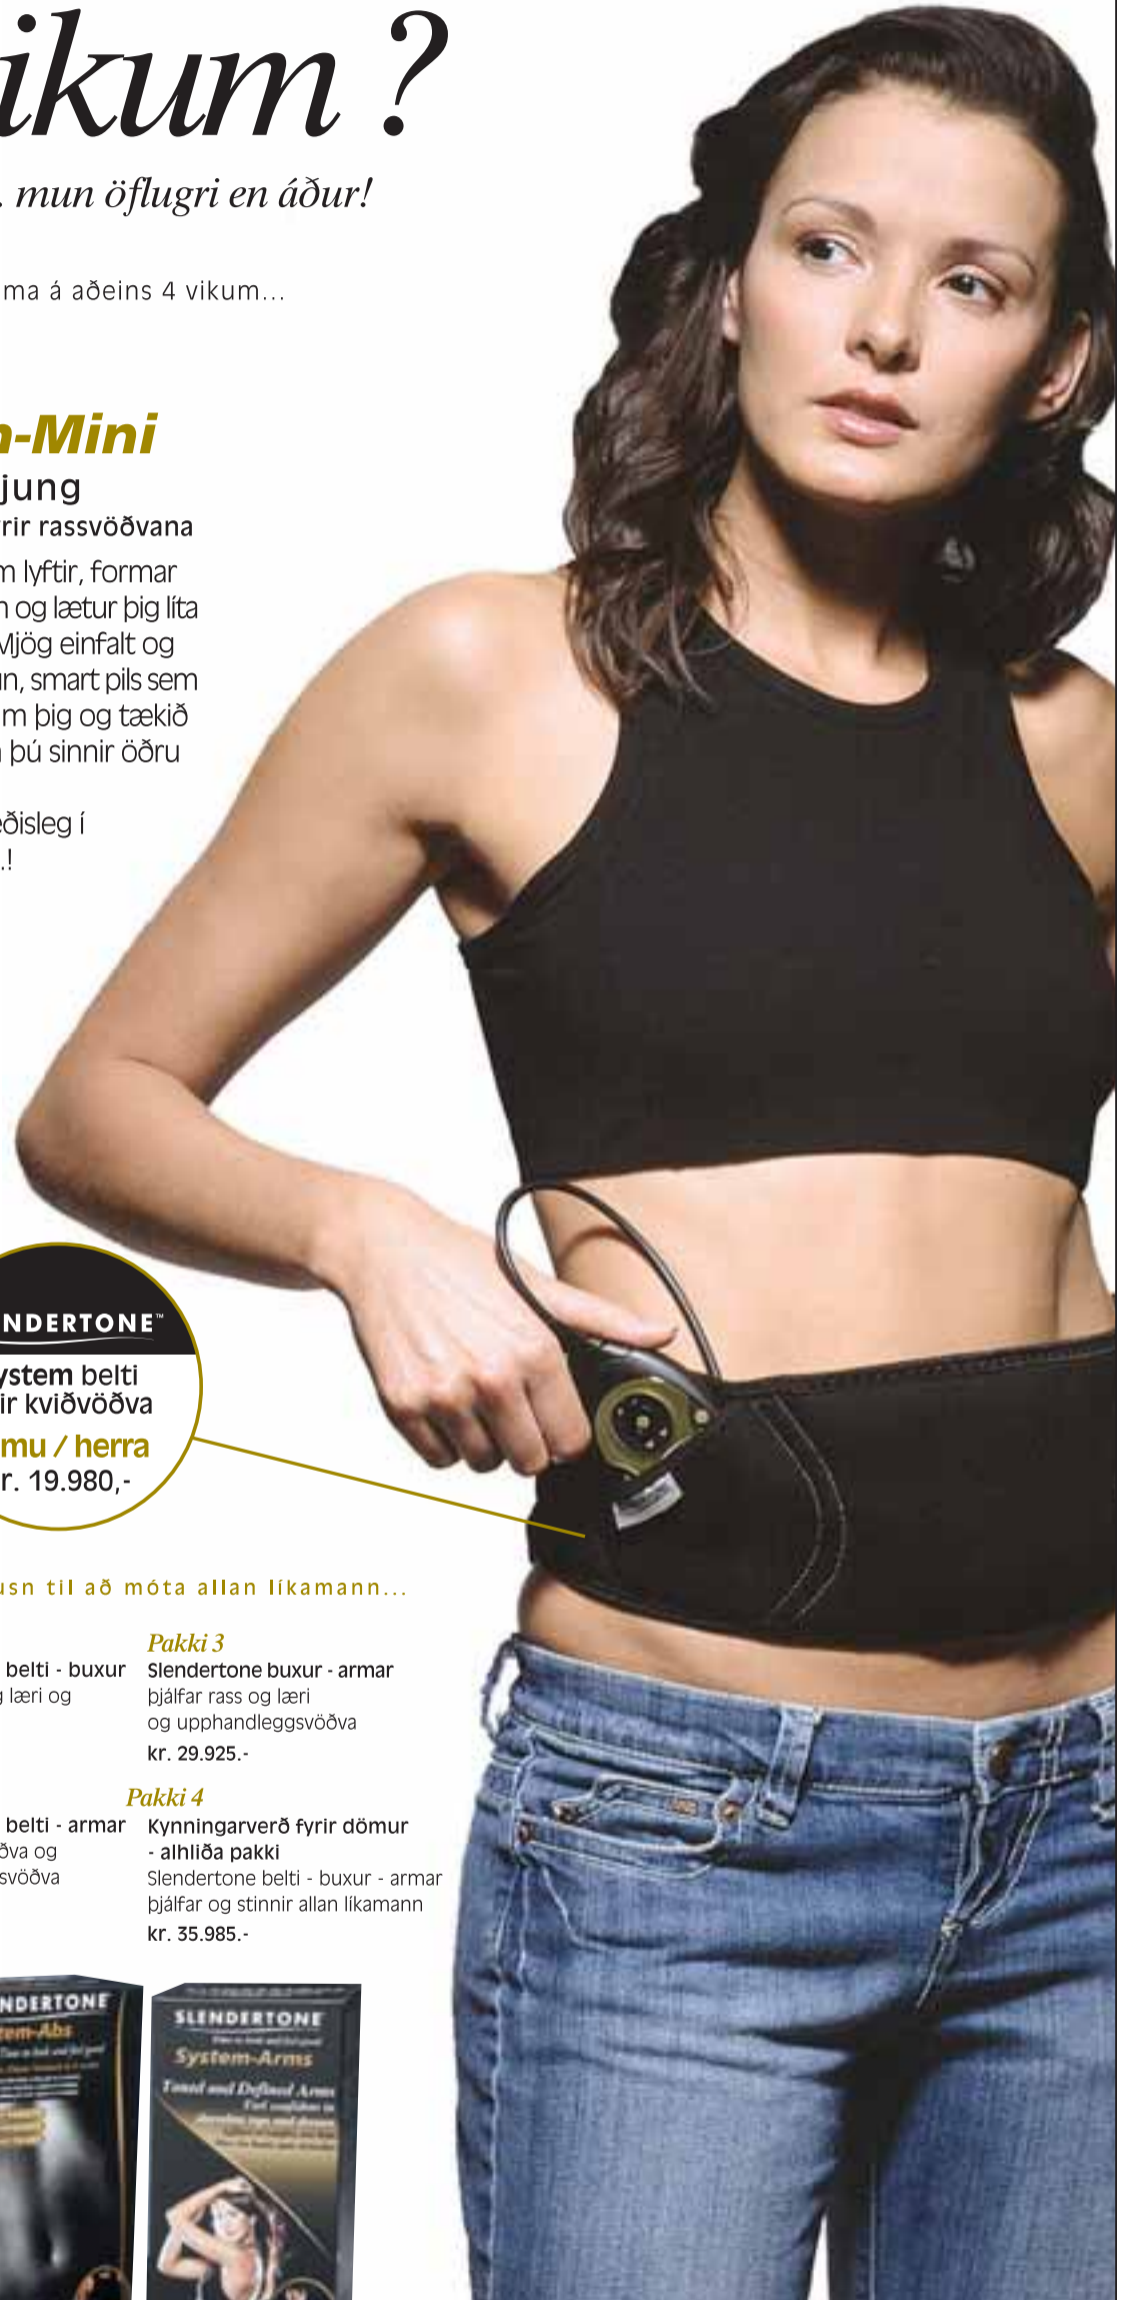 ikum ?
. mun öflugri en áður!
ma á aðeins 4 vikum...
n-Mini
jung
rir rassvöðvana
m lyftir, formar
n og lætur þig líta
Mjög einfalt og
un, smart pils sem
m þig og tækið
þú sinnir öðru
eðisleg í
.!
NDERTONE™
ystem belti
ir kviðvöðva
mu / herra
r. 19.980,-
usn til að móta allan líkamann...
belti - buxur
g læri og
Pakki 3
Slendertone buxur - armar
þjálfar rass og læri
og upphandleggsvöðva
kr. 29.925.-
belti - armar
ðva og
svöðva
Pakki 4
Kynningarverð fyrir dömur
- alhliða pakki
Slendertone belti - buxur - armar
þjálfar og stinnir allan líkamann
kr. 35.985.-
NDERTONE
tem-Abs
SLENDERTONE
System-Arms
Toned and Defined Arms